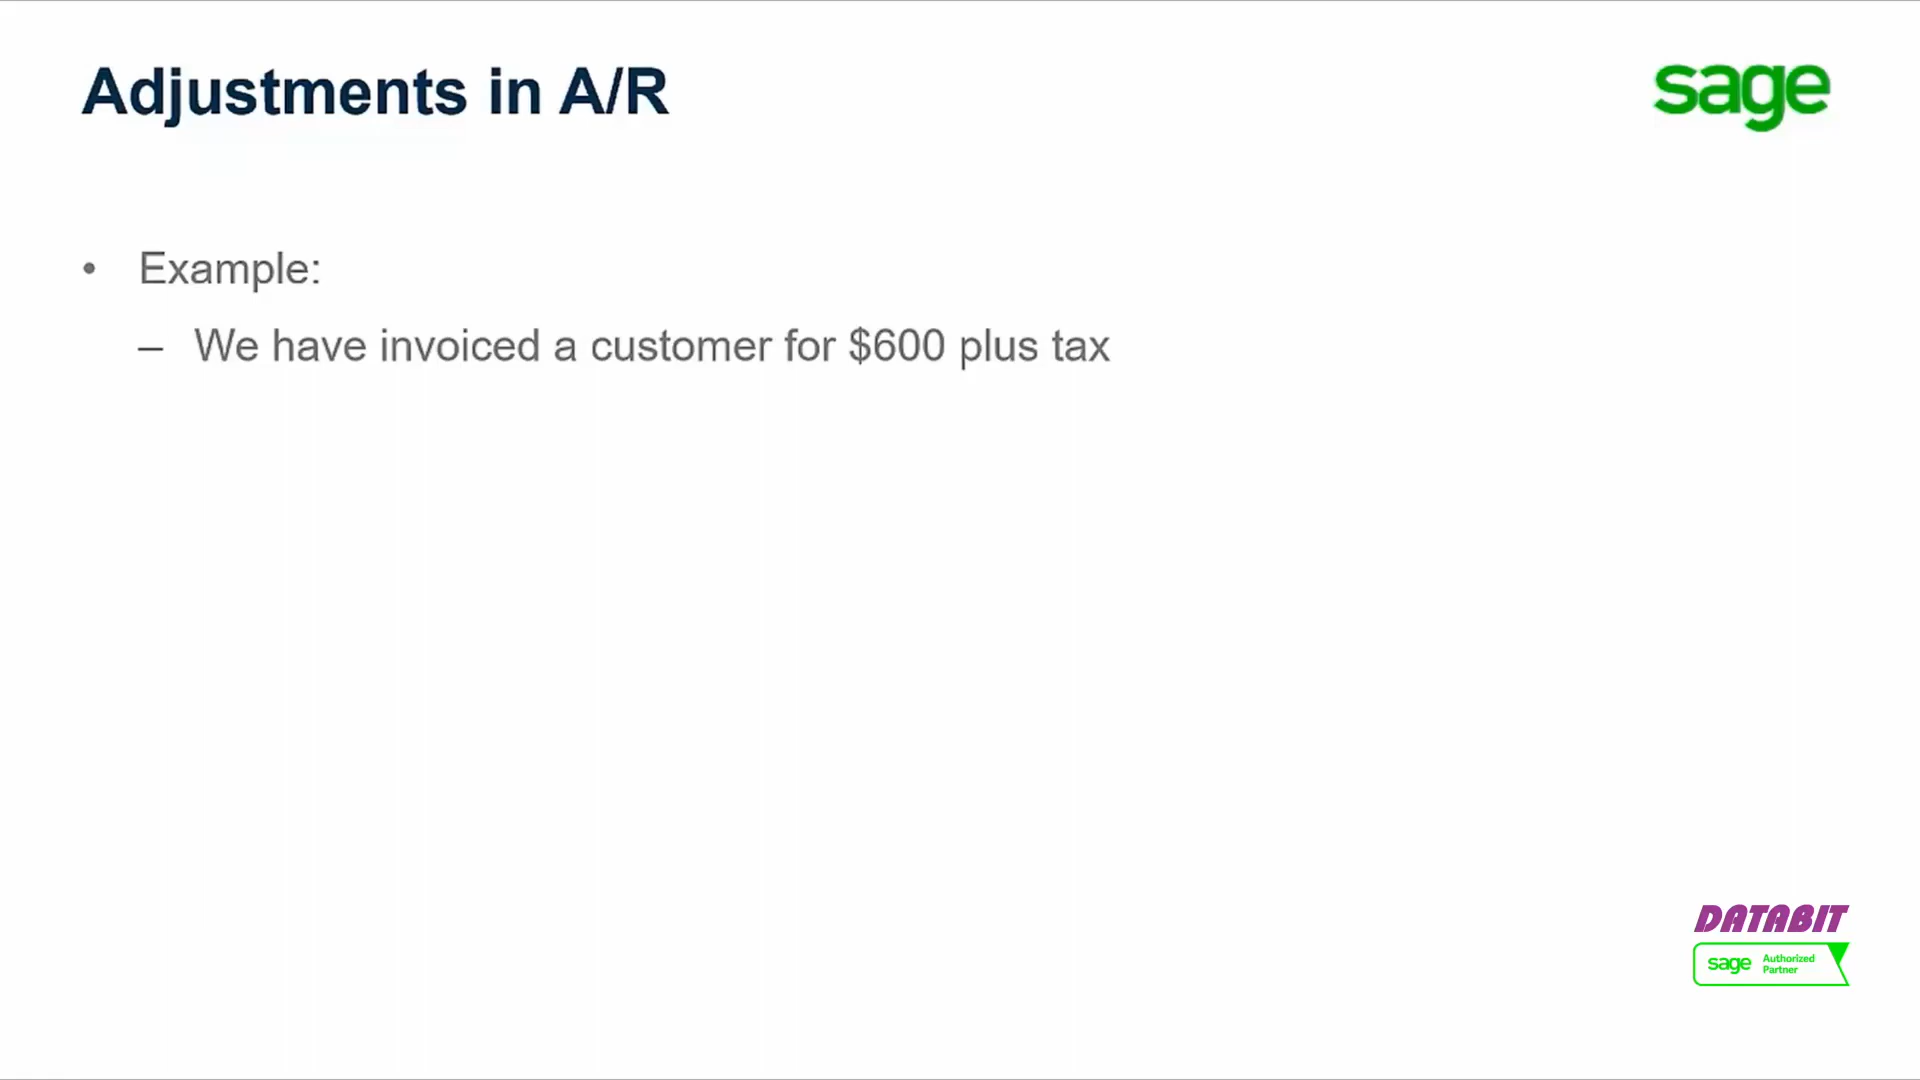 Adjustments in A/R
sage
• Example:
– We have invoiced a customer for $600 plus tax
DATABIT
sage Authorized
Partner